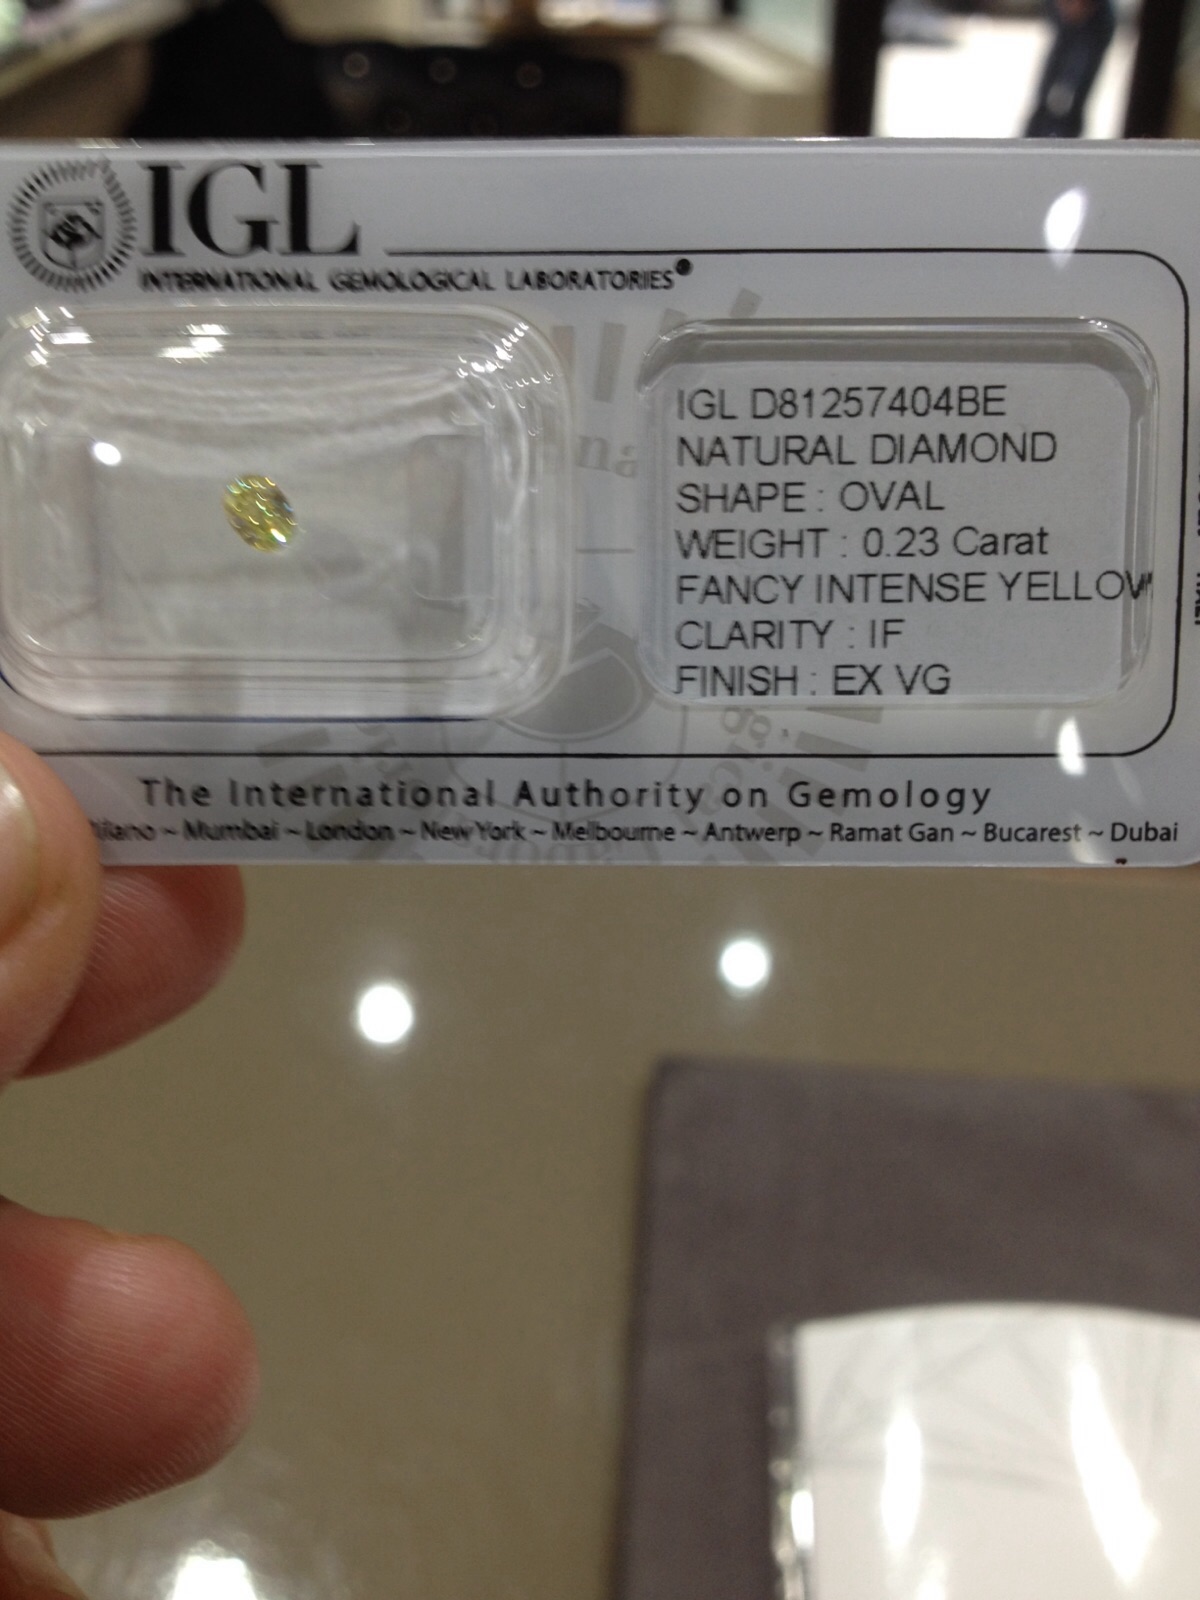 IGL
INTERNATIONAL GEMOLOGICAL LABORATORIES®
IGL D81257404BE
NATURAL DIAMOND
SHAPE : OVAL
WEIGHT : 0.23 Carat
FANCY INTENSE YELLOW
CLARITY : IF
FINISH : EX VG
The International Authority on Gemology
~ Mumbai ~ London ~ New York ~ Melbourne ~ Antwerp ~ Ramat Gan ~ Bucarest ~ Dubai